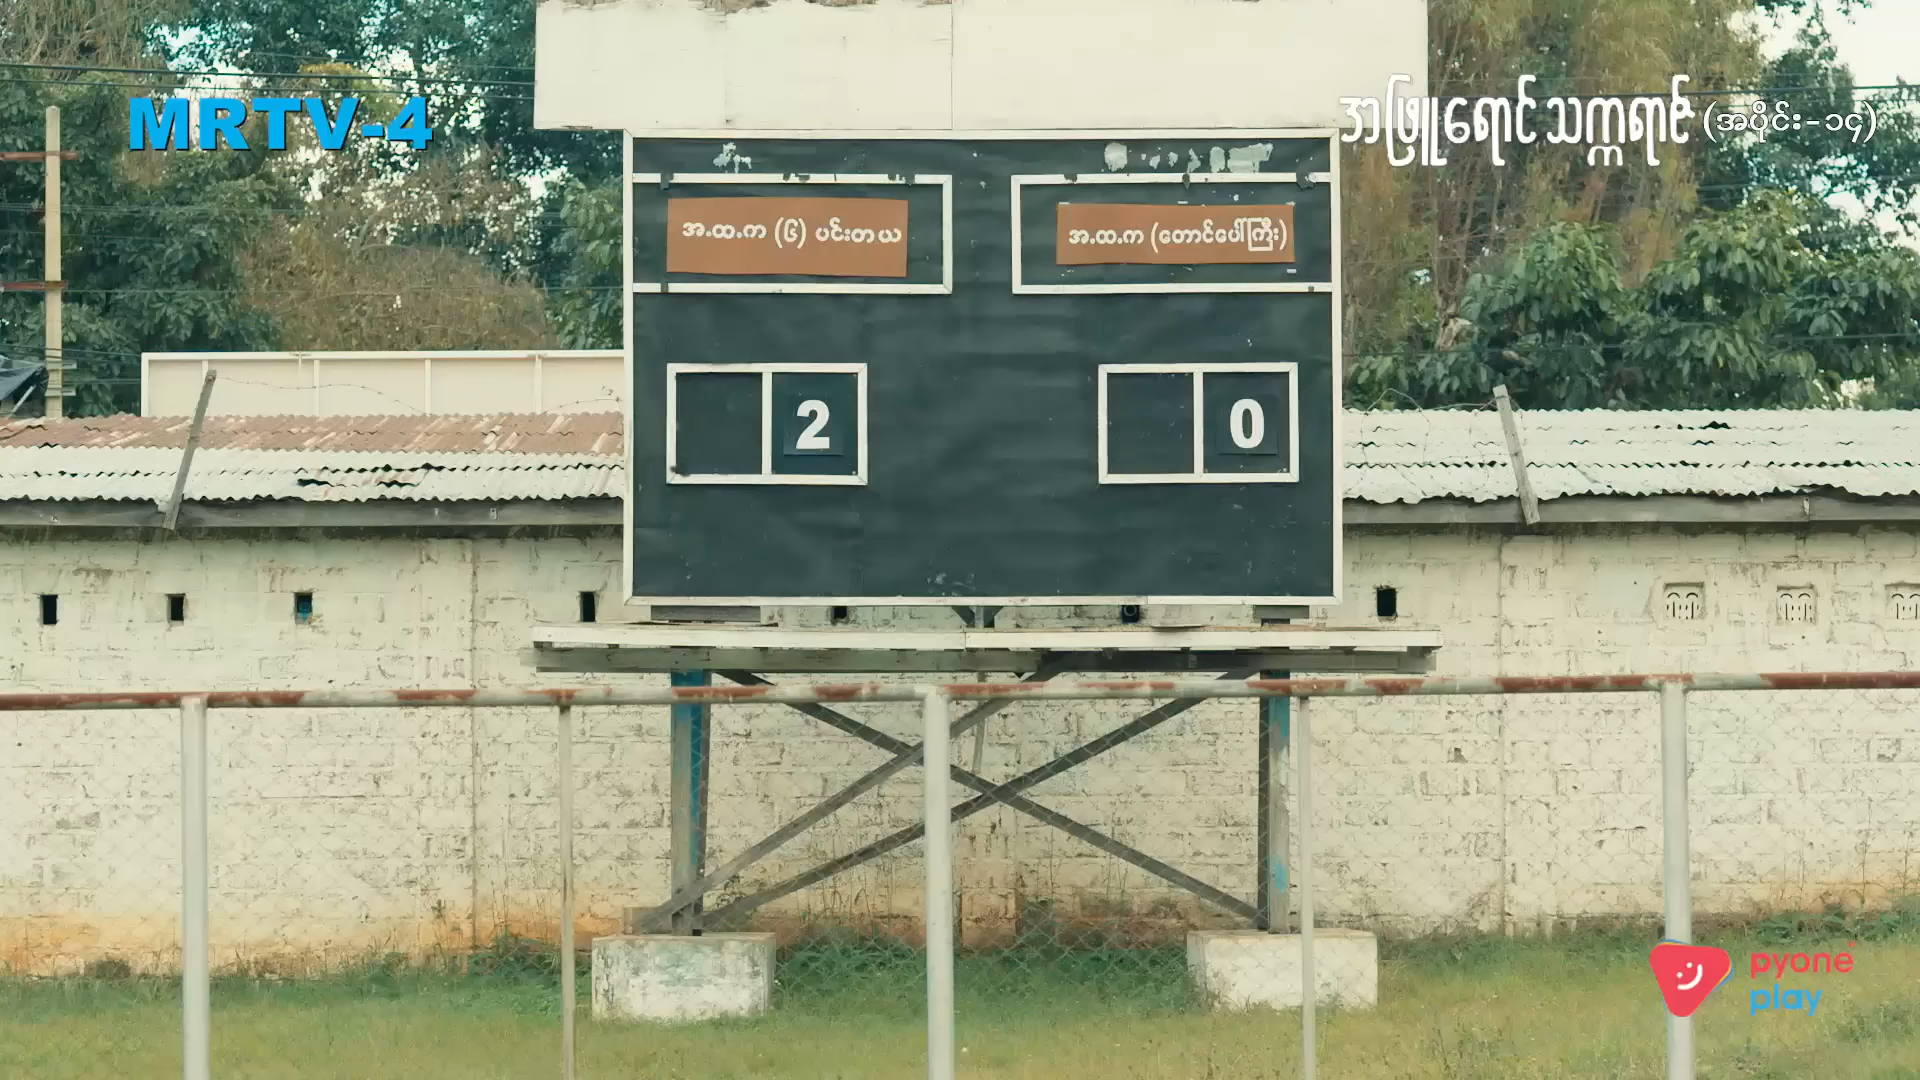 MRTV-4
အဖြူရောင်သက္ကရာဇ် (အပိုင်း-၁၄)
အ.ထ.က (၆) ပင်းတယ
အ.ထ.က (တောင်ပေါ်ကြီး)
2
0
pyone
play